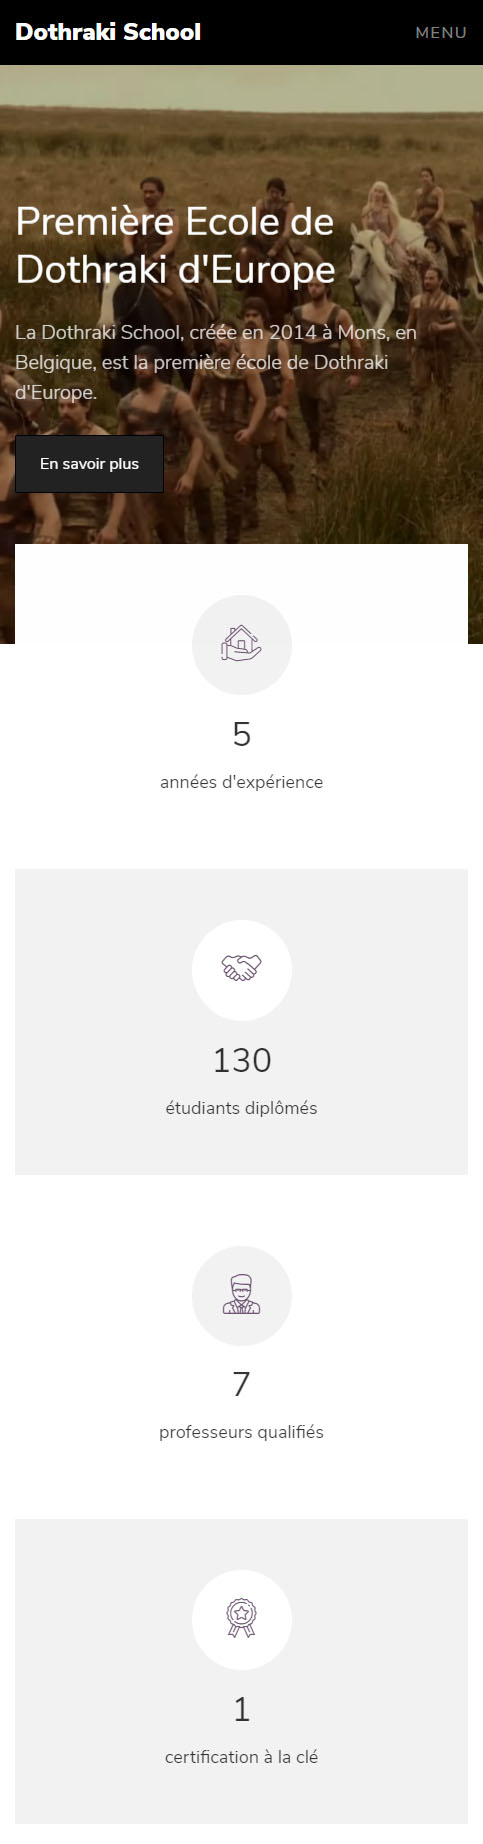 Dothraki School
MENU
Première Ecole de
Dothraki d'Europe
La Dothraki School, créée en 2014 à Mons, en
Belgique, est la première école de Dothraki
d'Europe.
En savoir plus
5
années d'expérience
130
étudiants diplômés
7
professeurs qualifiés
1
certification à la clé